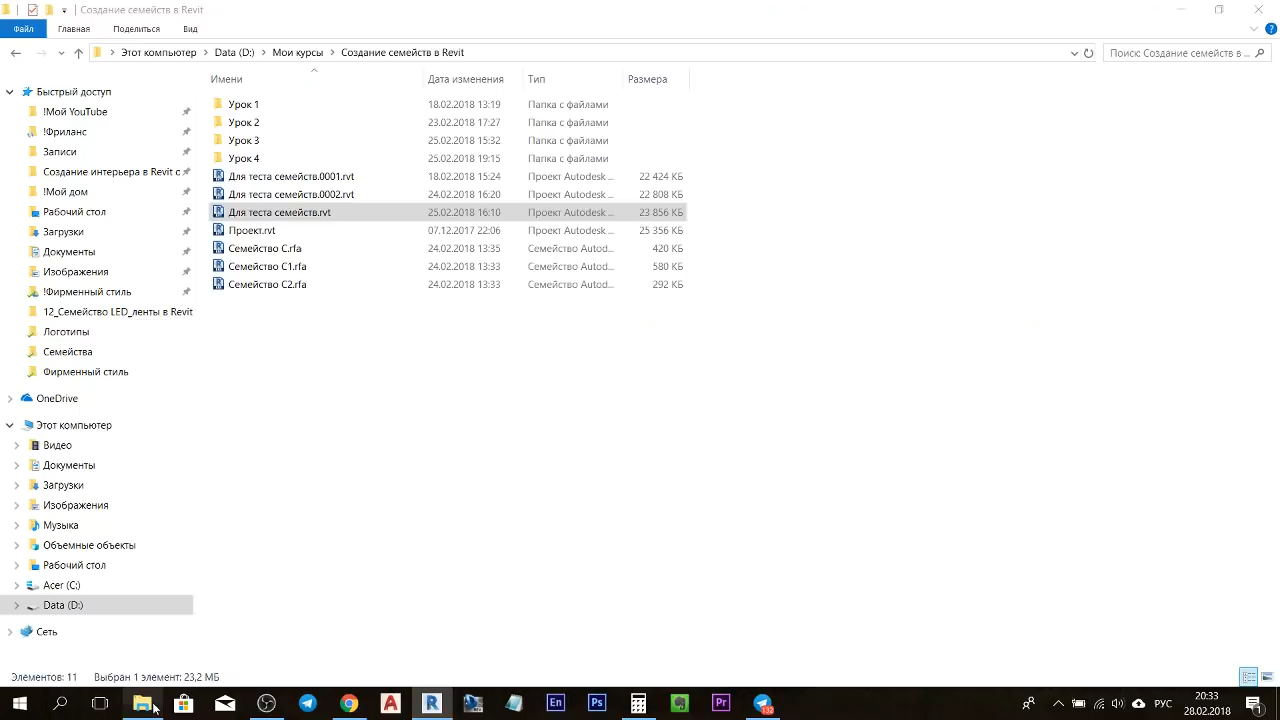 Создание семейств в Revit
Файл Главная Поделиться Вид
Этот компьютер Data (D:) Мои курсы Создание семейств в Revit
Поиск: Создание семейств в ...
Имени Дата изменения Тип Размера
Быстрый доступ
!Мой YouTube
!Фриланс
Записи
Создание интерьера в Revit с
!Мой дом
Рабочий стол
Загрузки
Документы
Изображения
!Фирменный стиль
12_Семейство LED_ленты в Revit
Логотипы
Семейства
Фирменный стиль
OneDrive
Этот компьютер
Видео
Документы
Загрузки
Изображения
Музыка
Объемные объекты
Рабочий стол
Acer (C:)
Data (D:)
Сеть
Урок 1 18.02.2018 13:19 Папка с файлами
Урок 2 23.02.2018 17:27 Папка с файлами
Урок 3 25.02.2018 15:32 Папка с файлами
Урок 4 25.02.2018 19:15 Папка с файлами
Для теста семейств.0001.rvt 18.02.2018 15:24 Проект Autodesk ... 22 424 КБ
Для теста семейств.0002.rvt 24.02.2018 16:20 Проект Autodesk ... 22 808 КБ
Для теста семейств.rvt 25.02.2018 16:10 Проект Autodesk ... 23 856 КБ
Проект.rvt 07.12.2017 22:06 Проект Autodesk ... 25 356 КБ
Семейство C.rfa 24.02.2018 13:35 Семейство Autod... 420 КБ
Семейство C1.rfa 24.02.2018 13:33 Семейство Autod... 580 КБ
Семейство C2.rfa 24.02.2018 13:33 Семейство Autod... 292 КБ
Элементов: 11 Выбран 1 элемент: 23,2 МБ
A R En Ps Pr 132 РУС
20:33
28.02.2018
1